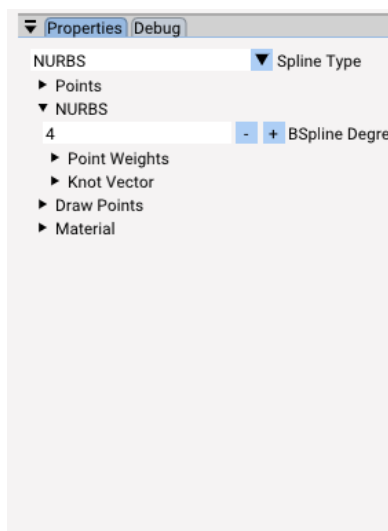 Properties Debug
NURBS Spline Type
Points
NURBS
4 - + BSpline Degre
Point Weights
Knot Vector
Draw Points
Material